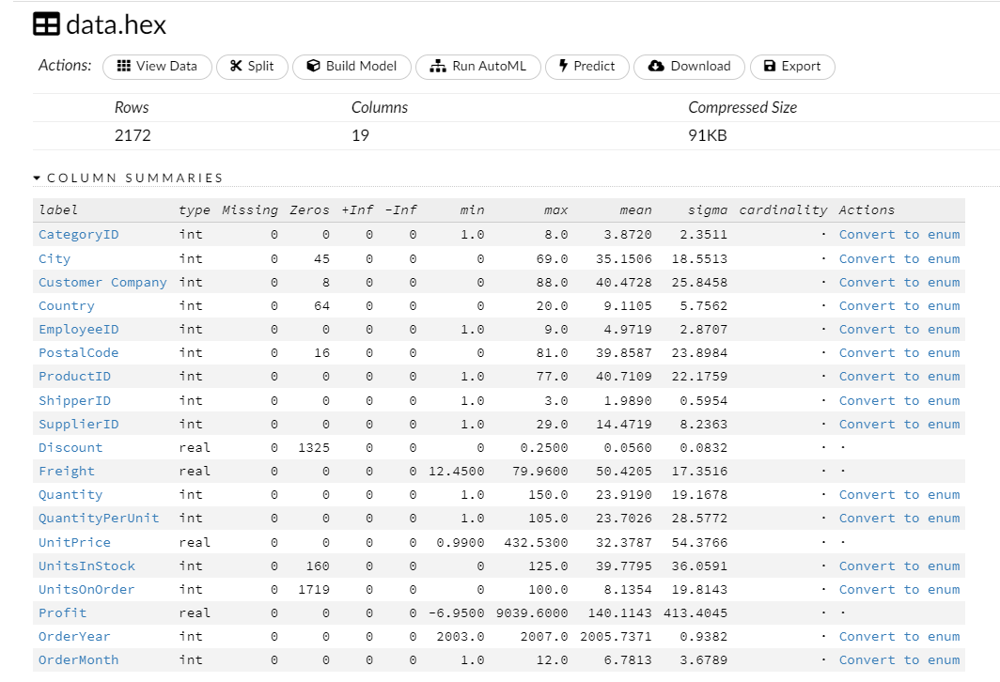 data.hex
Actions: View Data Split Build Model Run AutoML Predict Download Export
Rows Columns Compressed Size
2172 19 91KB
COLUMN SUMMARIES
label type Missing Zeros +Inf -Inf min max mean sigma cardinality Actions
CategoryID int 0 0 0 0 1.0 8.0 3.8720 2.3511 · Convert to enum
City int 0 45 0 0 0 69.0 35.1506 18.5513 · Convert to enum
Customer Company int 0 8 0 0 0 88.0 40.4728 25.8458 · Convert to enum
Country int 0 64 0 0 0 20.0 9.1105 5.7562 · Convert to enum
EmployeeID int 0 0 0 0 1.0 9.0 4.9719 2.8707 · Convert to enum
PostalCode int 0 16 0 0 0 81.0 39.8587 23.8984 · Convert to enum
ProductID int 0 0 0 0 1.0 77.0 40.7109 22.1759 · Convert to enum
ShipperID int 0 0 0 0 1.0 3.0 1.9890 0.5954 · Convert to enum
SupplierID int 0 0 0 0 1.0 29.0 14.4719 8.2363 · Convert to enum
Discount real 0 1325 0 0 0 0.2500 0.0560 0.0832 · ·
Freight real 0 0 0 0 12.4500 79.9600 50.4205 17.3516 · ·
Quantity int 0 0 0 0 1.0 150.0 23.9190 19.1678 · Convert to enum
QuantityPerUnit int 0 0 0 0 1.0 105.0 23.7026 28.5772 · Convert to enum
UnitPrice real 0 0 0 0 0.9900 432.5300 32.3787 54.3766 · ·
UnitsInStock int 0 160 0 0 0 125.0 39.7795 36.0591 · Convert to enum
UnitsOnOrder int 0 1719 0 0 0 100.0 8.1354 19.8143 · Convert to enum
Profit real 0 0 0 0 -6.9500 9039.6000 140.1143 413.4045 · ·
OrderYear int 0 0 0 0 2003.0 2007.0 2005.7371 0.9382 · Convert to enum
OrderMonth int 0 0 0 0 1.0 12.0 6.7813 3.6789 · Convert to enum